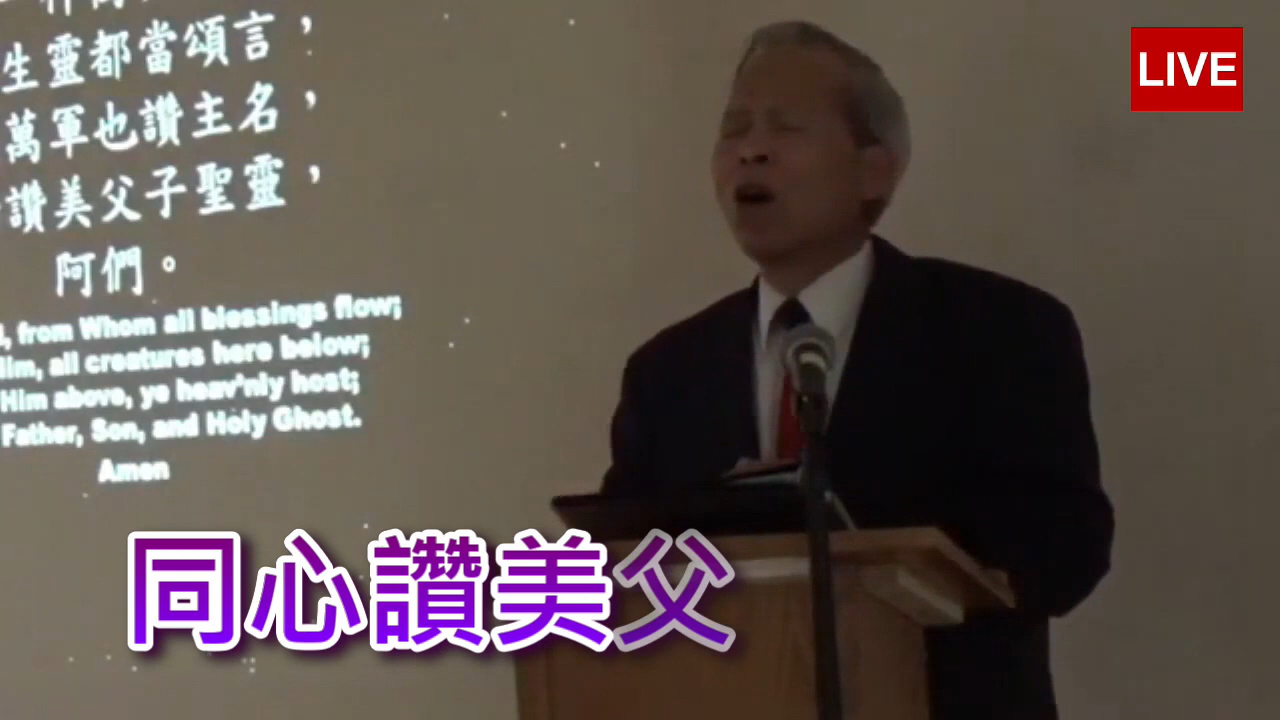 生靈都當頌言，
萬軍也讚主名，
讚美父子聖靈，
阿們。
from Whom all blessings flow;
Him, all creatures here below;
Him above, ye heav'nly host;
Father, Son, and Holy Ghost.
Amen
LIVE
同心讚美父